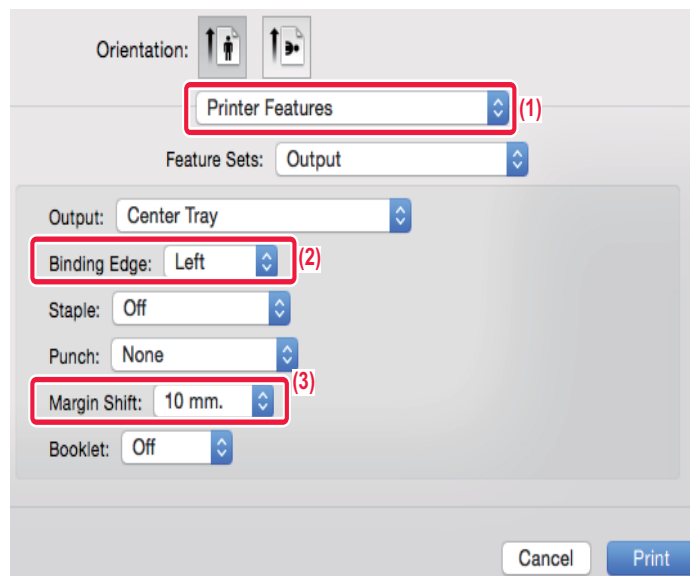 Orientation:
Printer Features (1)
Feature Sets: Output
Output: Center Tray
Binding Edge: Left (2)
Staple: Off
Punch: None
(3)
Margin Shift: 10 mm.
Booklet: Off
Cancel Print